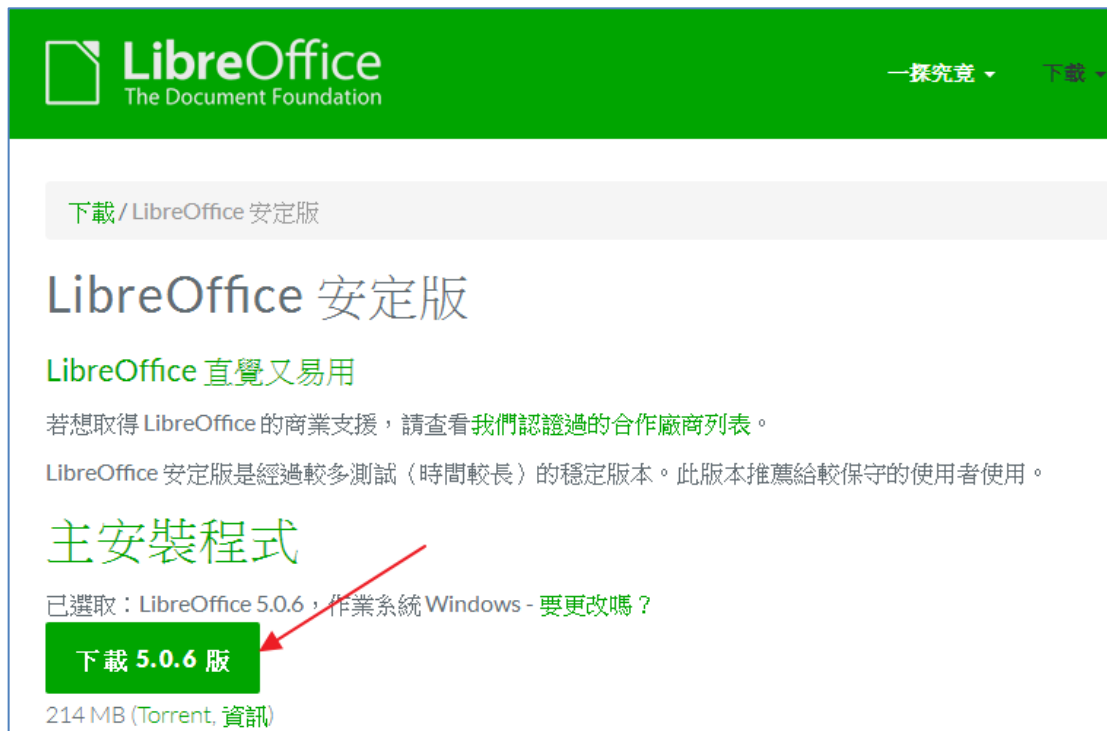 LibreOffice
The Document Foundation
一探究竟 下載
下載 / LibreOffice 安定版
LibreOffice 安定版
LibreOffice 直覺又易用
若想取得 LibreOffice 的商業支援，請查看我們認證過的合作廠商列表。
LibreOffice 安定版是經過較多測試（時間較長）的穩定版本。此版本推薦給較保守的使用者使用。
主安裝程式
已選取：LibreOffice 5.0.6，作業系統 Windows - 要更改嗎？
下載 5.0.6 版
214 MB (Torrent, 資訊)